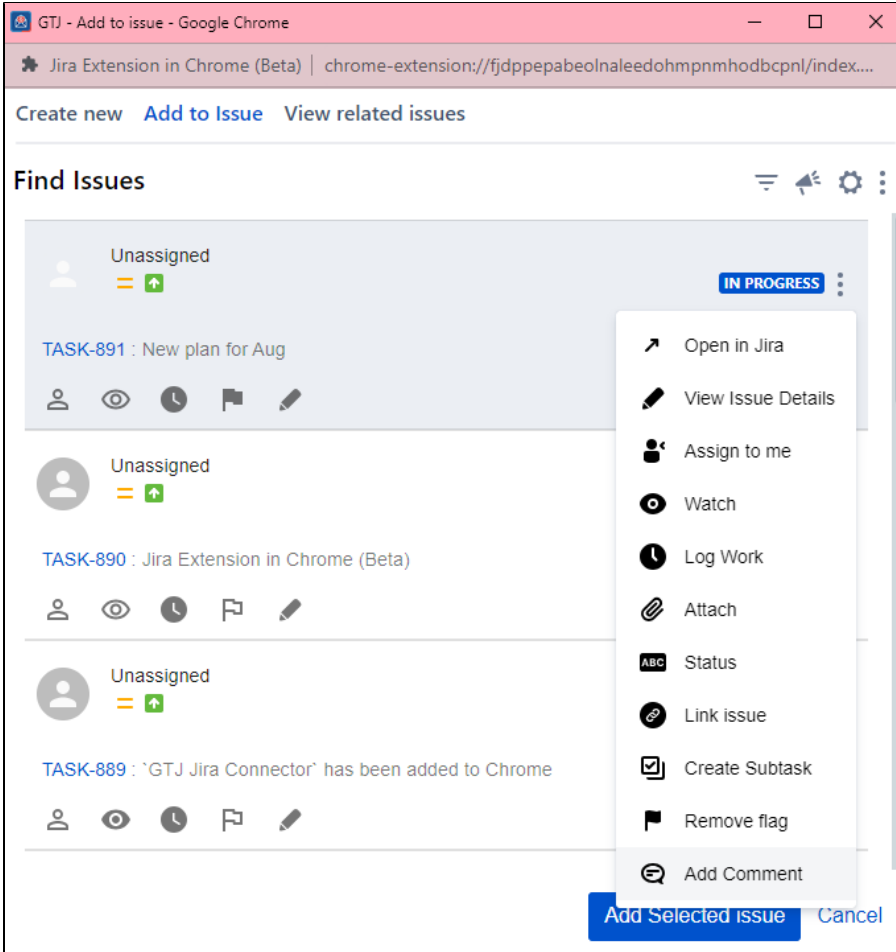 GTJ - Add to issue - Google Chrome
Jira Extension in Chrome (Beta) | chrome-extension://fjdppepabeolnaleedohmpnmhodbcpnl/index....
Create new Add to Issue View related issues
Find Issues
Unassigned
IN PROGRESS
TASK-891 : New plan for Aug
Unassigned
TASK-890 : Jira Extension in Chrome (Beta)
Unassigned
TASK-889 : `GTJ Jira Connector` has been added to Chrome
Open in Jira
View Issue Details
Assign to me
Watch
Log Work
Attach
ABC Status
Link issue
Create Subtask
Remove flag
Add Comment
Add Selected issue Cancel